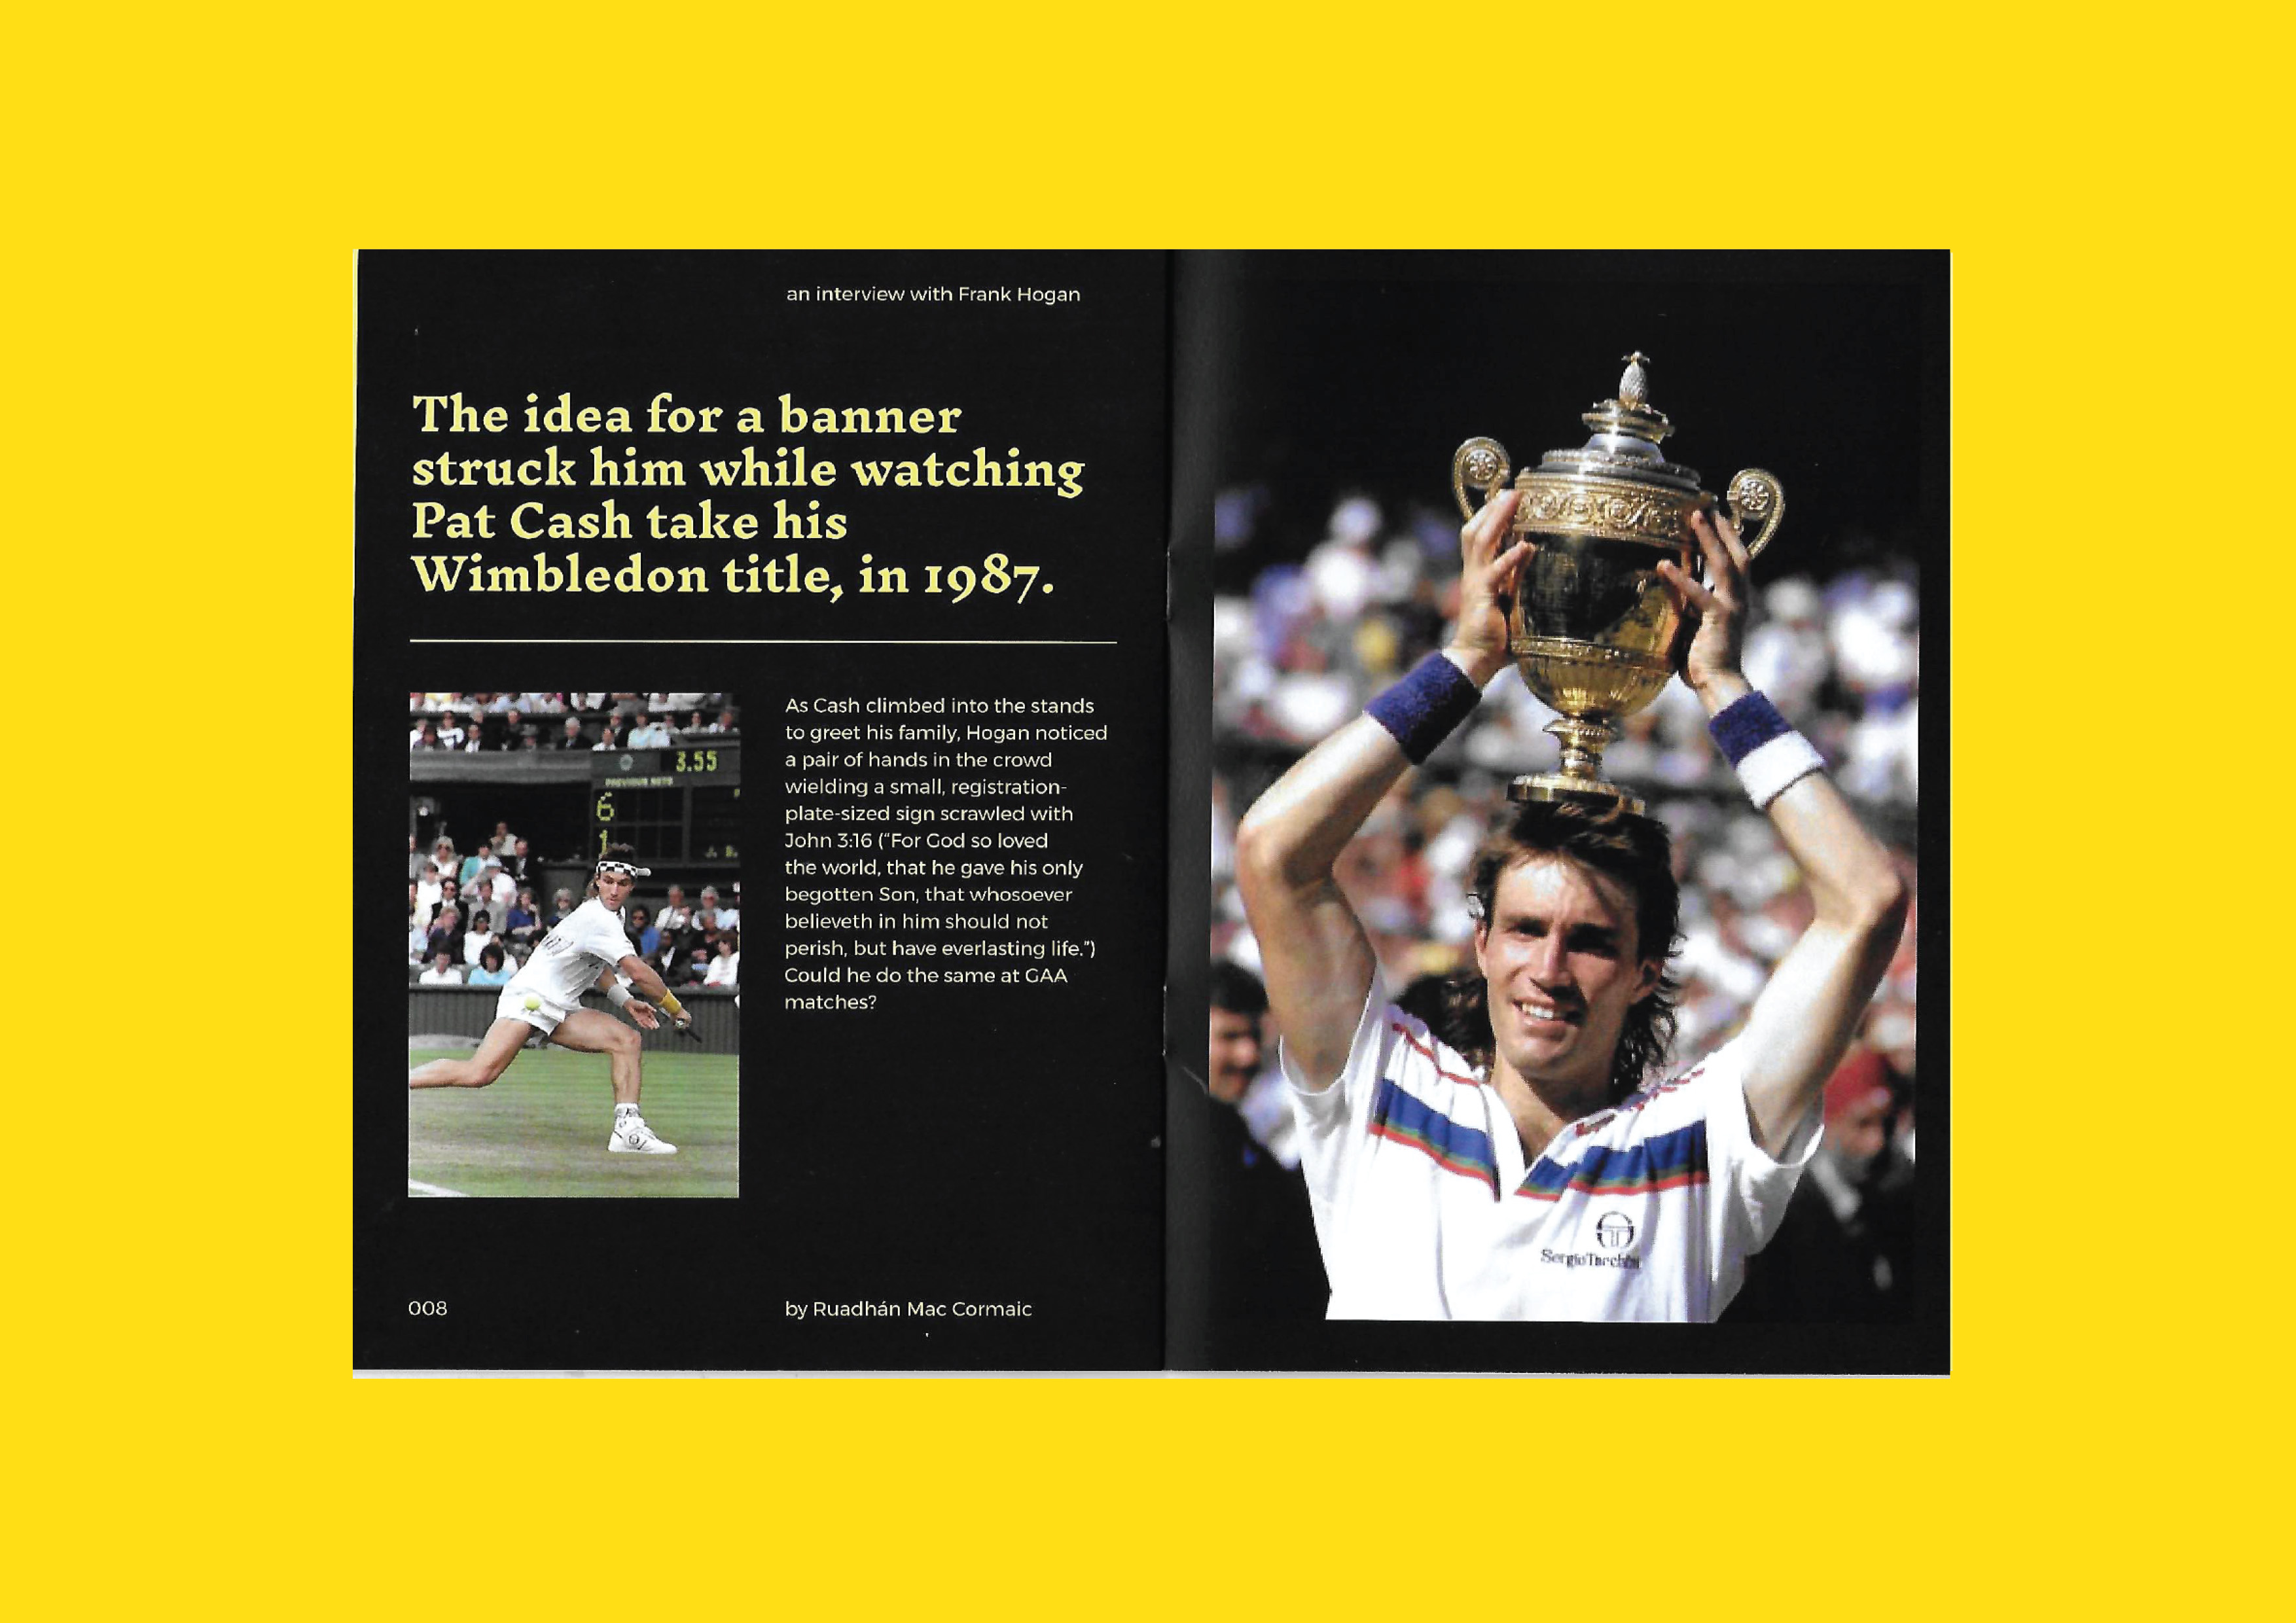 an interview with Frank Hogan
The idea for a banner
struck him while watching
Pat Cash take his
Wimbledon title, in 1987.
3.55
PREVIOUS SETS
6
1
As Cash climbed into the stands
to greet his family, Hogan noticed
a pair of hands in the crowd
wielding a small, registration-
plate-sized sign scrawled with
John 3:16 (“For God so loved
the world, that he gave his only
begotten Son, that whosoever
believeth in him should not
perish, but have everlasting life.”)
Could he do the same at GAA
matches?
008
by Ruadhán Mac Cormaic
Sergio Tacchini